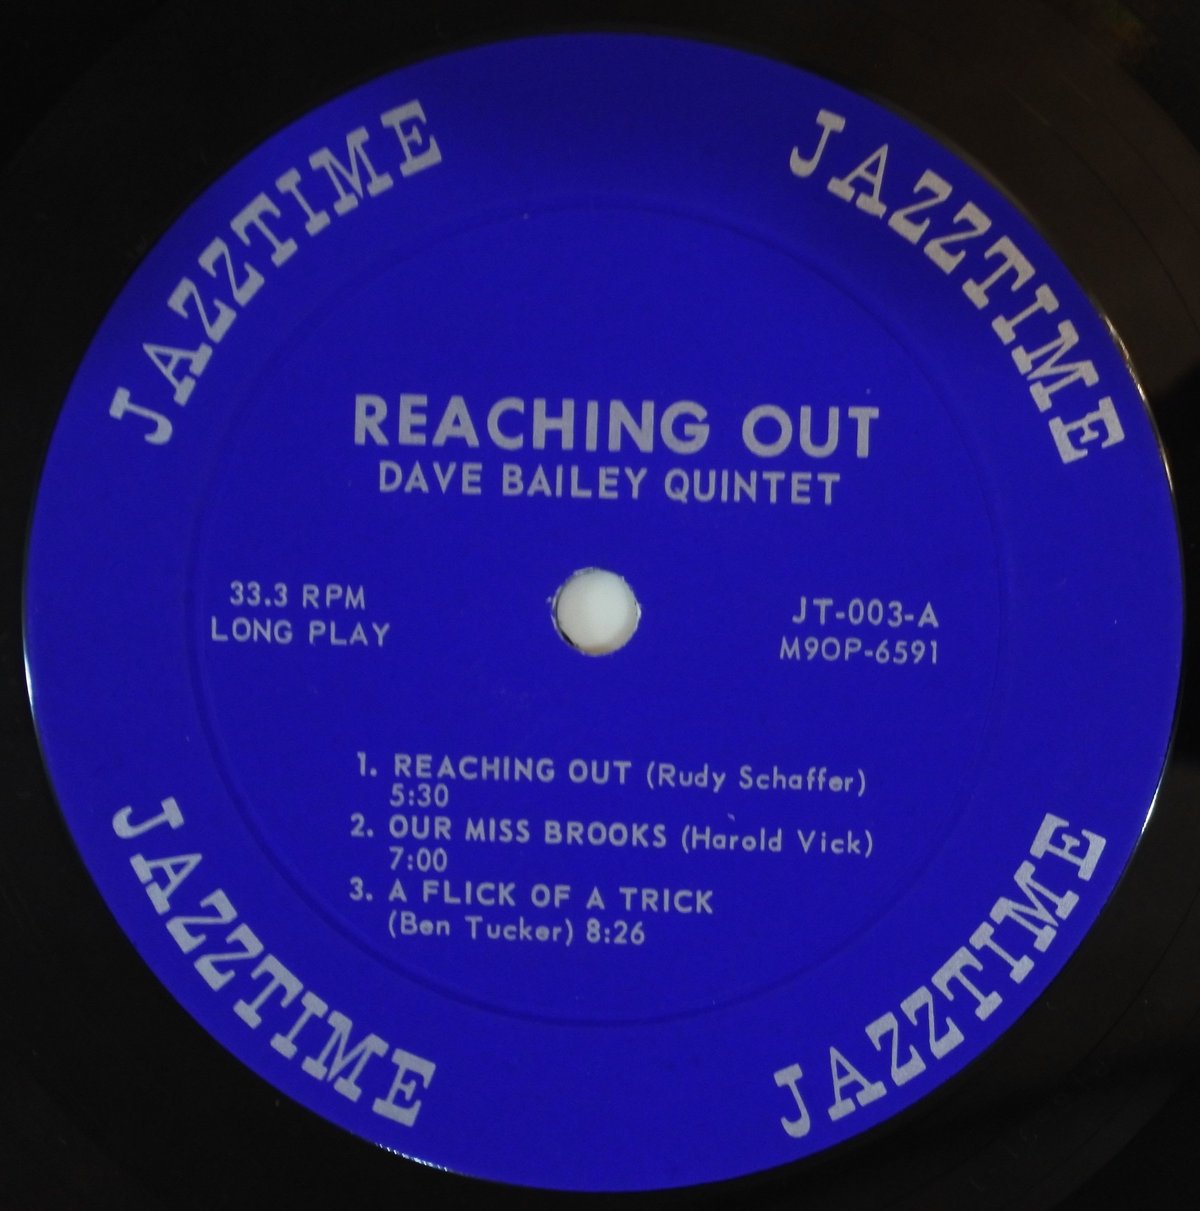 JAZZTIME
JAZZTIME
REACHING OUT
DAVE BAILEY QUINTET
33.3 RPM
LONG PLAY
JT-003-A
M9OP-6591
1. REACHING OUT (Rudy Schaffer)
5:30
2. OUR MISS BROOKS (Harold Vick)
7:00
3. A FLICK OF A TRICK
(Ben Tucker) 8:26
JAZZTIME
JAZZTIME